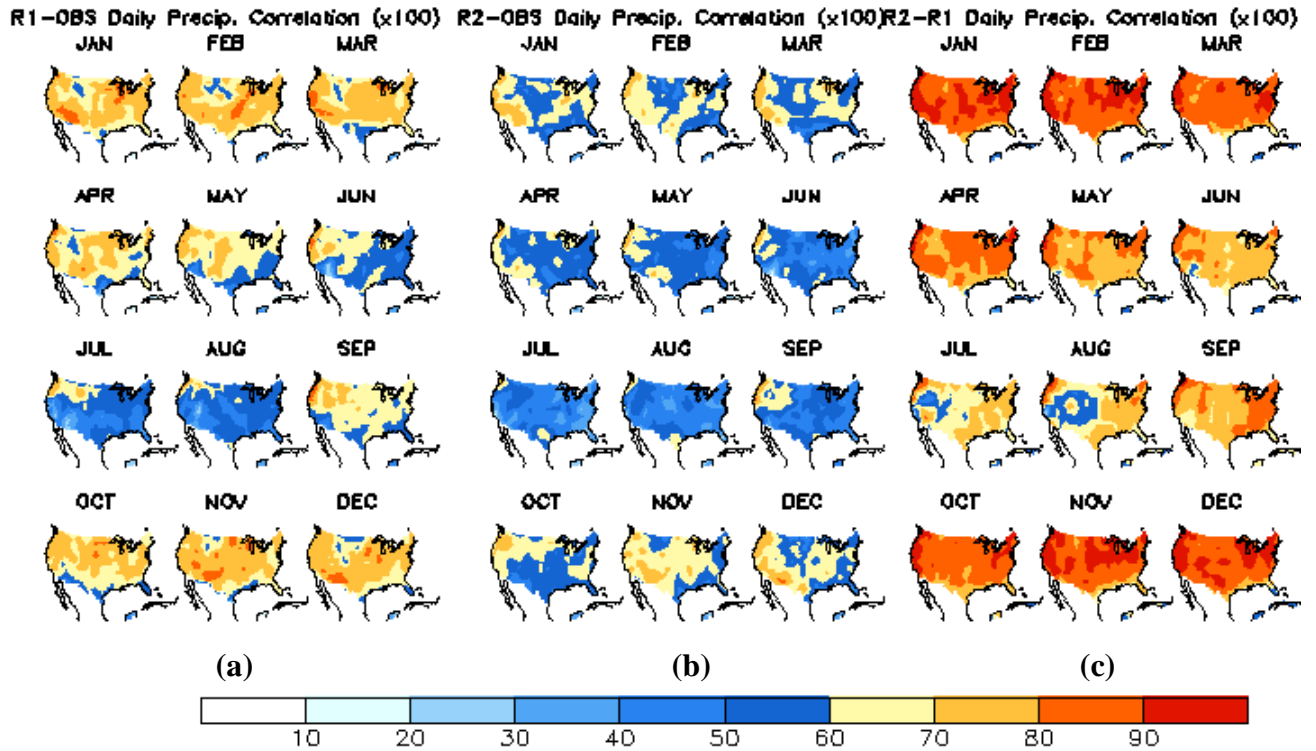 R1-OBS Daily Precip. Correlation (x100) R2-OBS Daily Precip. Correlation (x100) R2-R1 Daily Precip. Correlation (x100)
JAN FEB MAR JAN FEB MAR JAN FEB MAR
APR MAY JUN APR MAY JUN APR MAY JUN
JUL AUG SEP JUL AUG SEP JUL AUG SEP
OCT NOV DEC OCT NOV DEC OCT NOV DEC
(a) (b) (c)
10 20 30 40 50 60 70 80 90